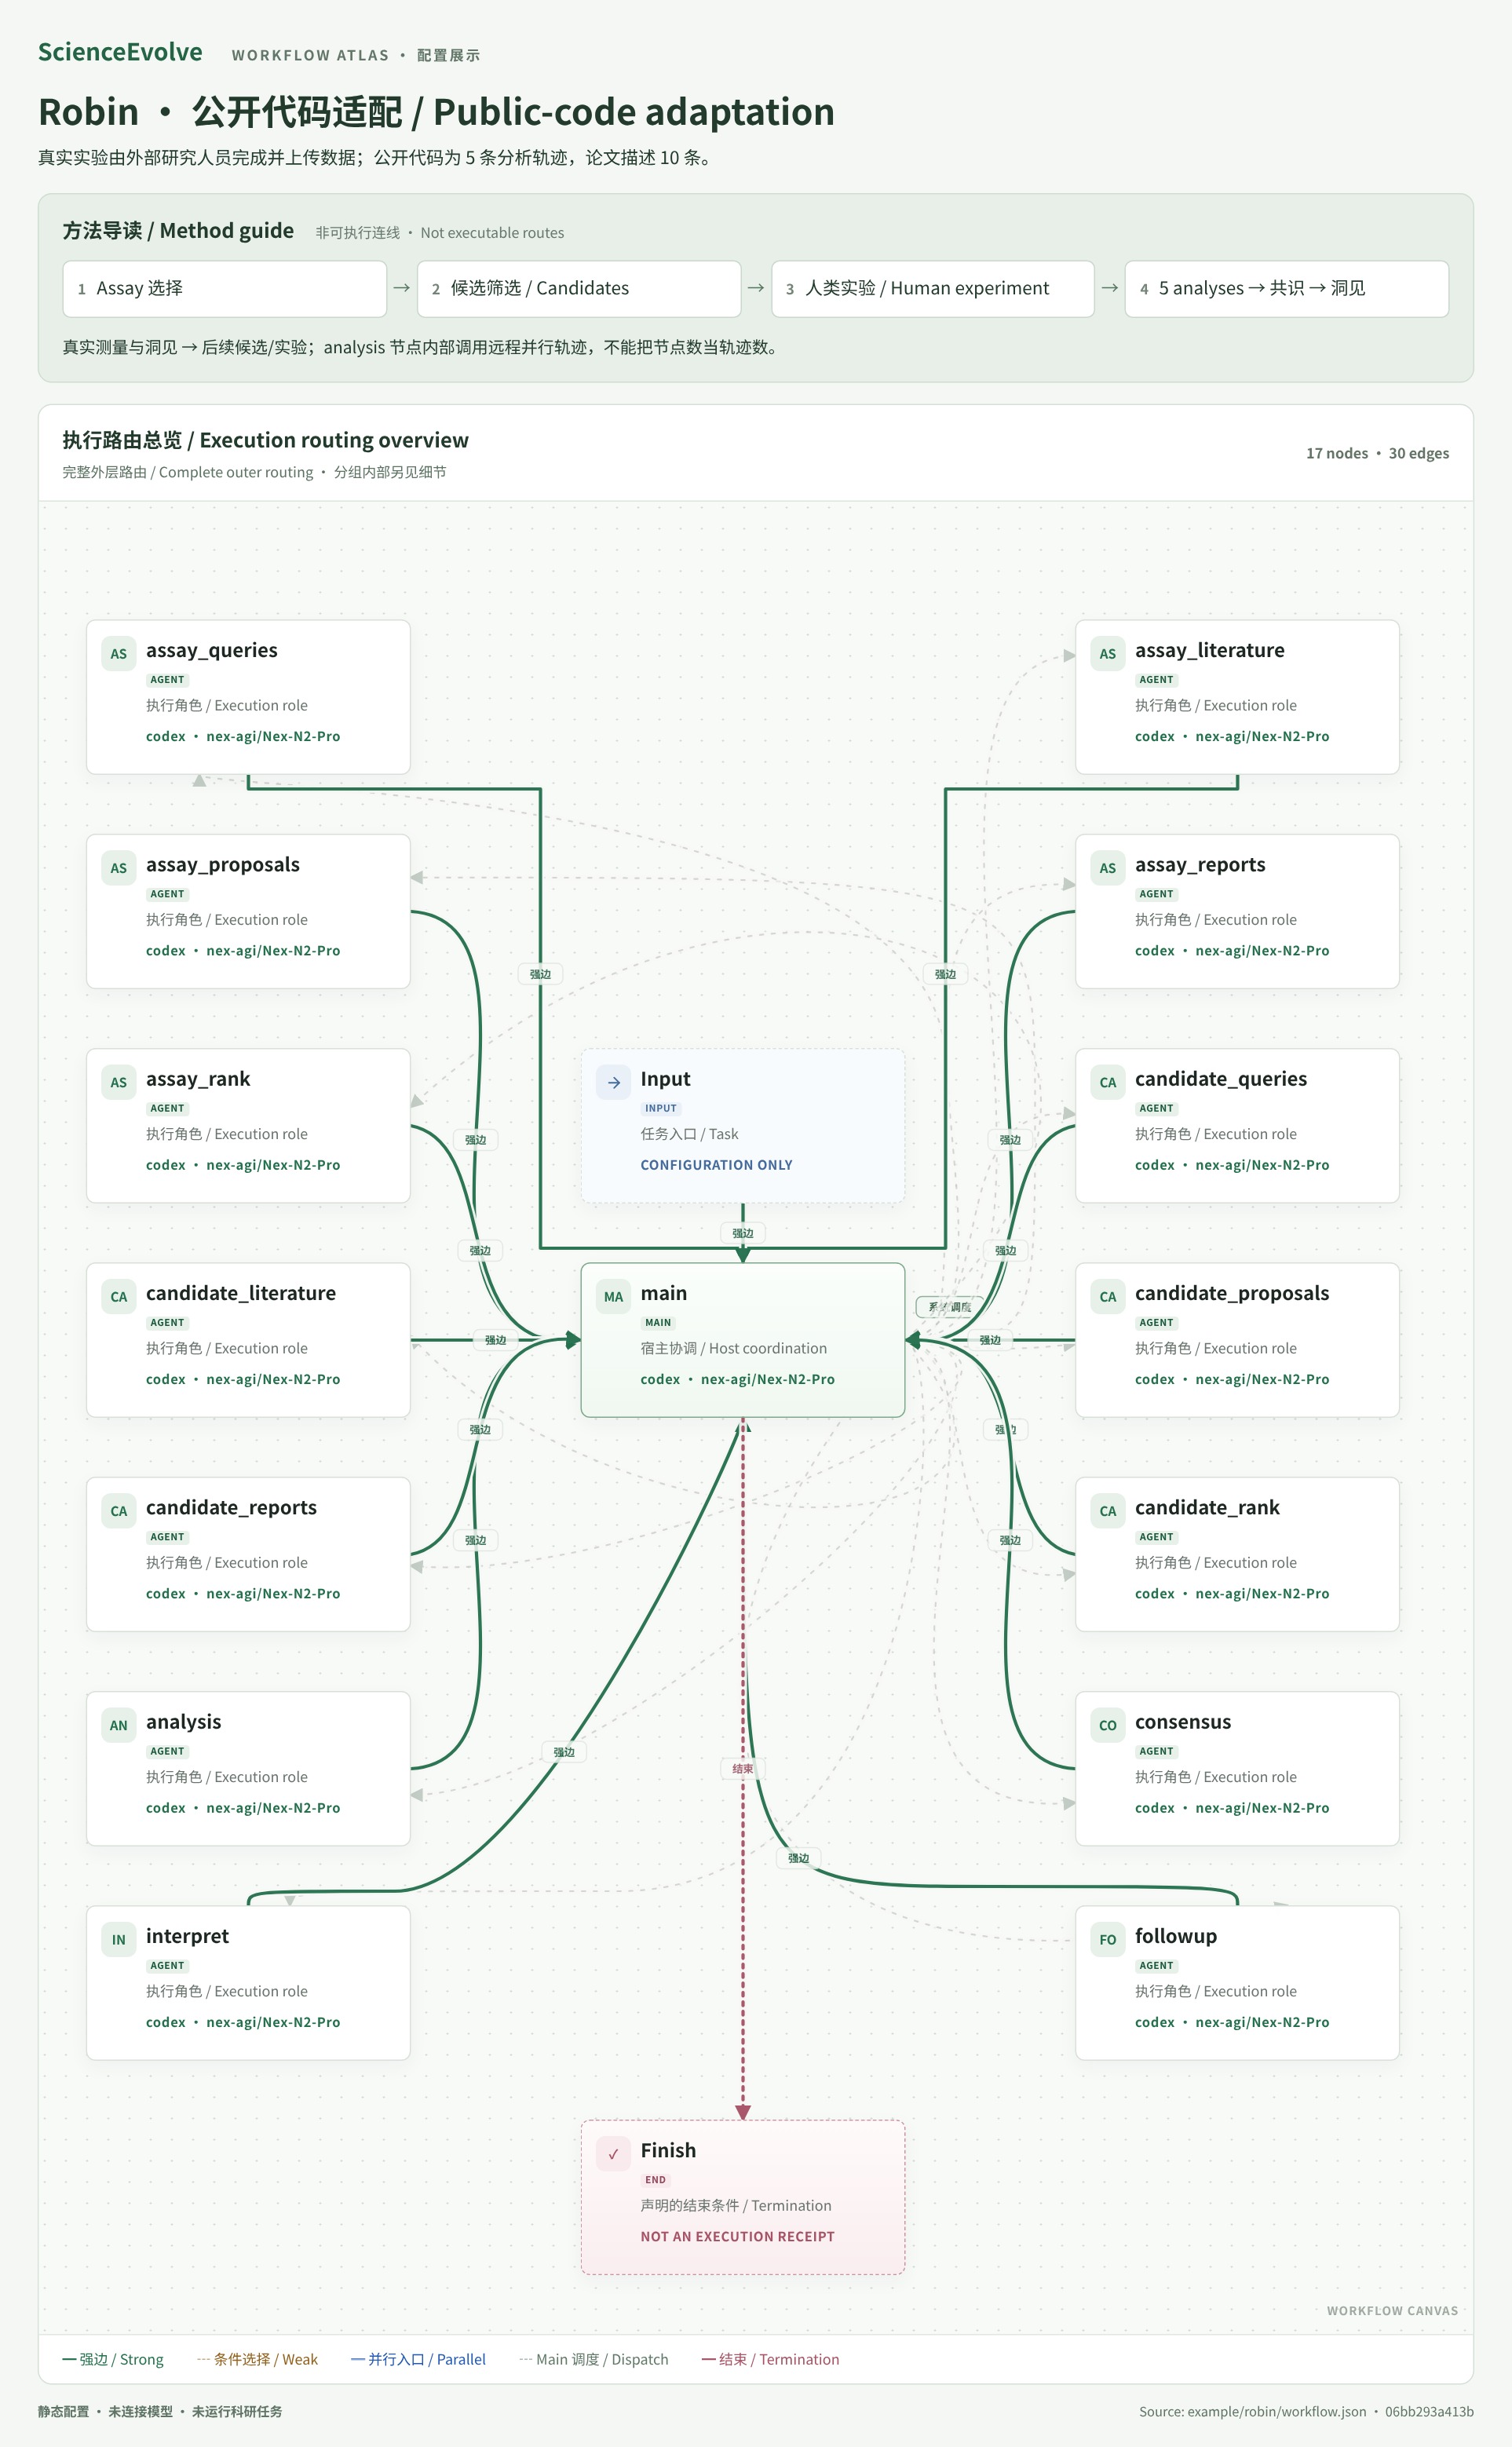 ScienceEvolve WORKFLOW ATLAS · 配置展示
Robin · 公开代码适配 / Public-code adaptation
真实实验由外部研究人员完成并上传数据；公开代码为 5 条分析轨迹，论文描述 10 条。
方法导读 / Method guide 非可执行连线 · Not executable routes
1 Assay 选择 → 2 候选筛选 / Candidates → 3 人类实验 / Human experiment → 4 5 analyses → 共识 → 洞见
真实测量与洞见 → 后续候选/实验；analysis 节点内部调用远程并行轨迹，不能把节点数当轨迹数。
执行路由总览 / Execution routing overview
完整外层路由 / Complete outer routing · 分组内部另见细节
17 nodes · 30 edges
AS assay_queries
AGENT
执行角色 / Execution role
codex · nex-agi/Nex-N2-Pro
AS assay_literature
AGENT
执行角色 / Execution role
codex · nex-agi/Nex-N2-Pro
AS assay_proposals
AGENT
执行角色 / Execution role
codex · nex-agi/Nex-N2-Pro
AS assay_reports
AGENT
执行角色 / Execution role
codex · nex-agi/Nex-N2-Pro
强边
强边
AS assay_rank
AGENT
执行角色 / Execution role
codex · nex-agi/Nex-N2-Pro
强边
→ Input
INPUT
任务入口 / Task
CONFIGURATION ONLY
强边
CA candidate_queries
AGENT
执行角色 / Execution role
codex · nex-agi/Nex-N2-Pro
强边
强边
强边
CA candidate_literature
AGENT
执行角色 / Execution role
codex · nex-agi/Nex-N2-Pro
强边
MA main
MAIN
宿主协调 / Host coordination
codex · nex-agi/Nex-N2-Pro
系统调度
强边
CA candidate_proposals
AGENT
执行角色 / Execution role
codex · nex-agi/Nex-N2-Pro
强边
强边
CA candidate_reports
AGENT
执行角色 / Execution role
codex · nex-agi/Nex-N2-Pro
强边
强边
CA candidate_rank
AGENT
执行角色 / Execution role
codex · nex-agi/Nex-N2-Pro
AN analysis
AGENT
执行角色 / Execution role
codex · nex-agi/Nex-N2-Pro
强边
结束
强边
CO consensus
AGENT
执行角色 / Execution role
codex · nex-agi/Nex-N2-Pro
IN interpret
AGENT
执行角色 / Execution role
codex · nex-agi/Nex-N2-Pro
FO followup
AGENT
执行角色 / Execution role
codex · nex-agi/Nex-N2-Pro
✓ Finish
END
声明的结束条件 / Termination
NOT AN EXECUTION RECEIPT
WORKFLOW CANVAS
强边 / Strong 条件选择 / Weak 并行入口 / Parallel Main 调度 / Dispatch 结束 / Termination
静态配置 · 未连接模型 · 未运行科研任务
Source: example/robin/workflow.json · 06bb293a413b